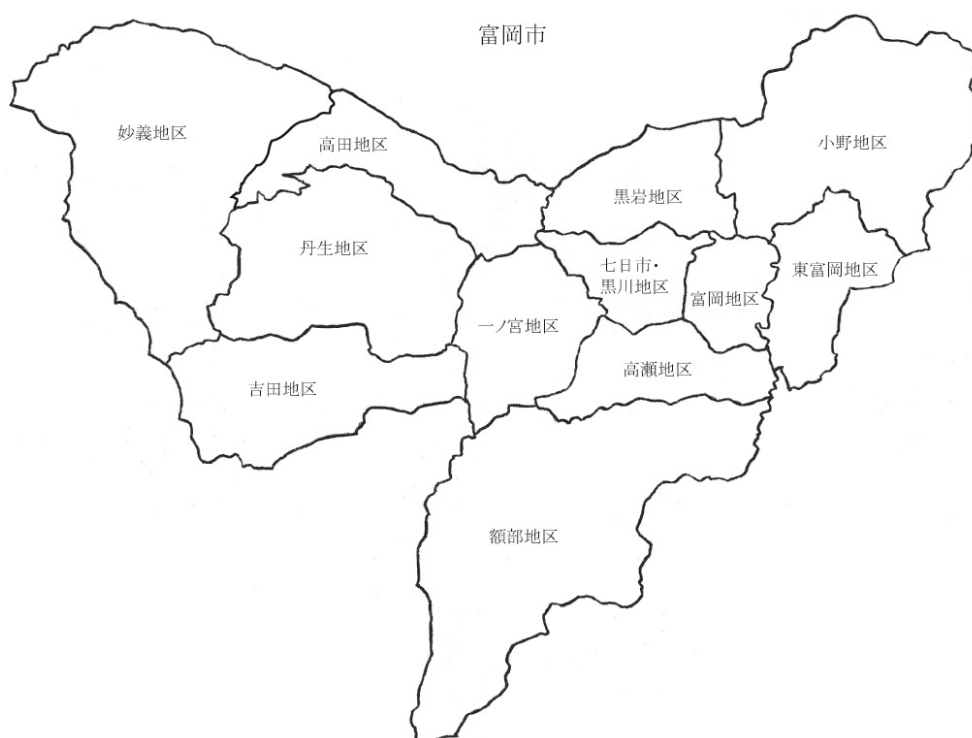 富岡市
妙義地区
高田地区
小野地区
黒岩地区
丹生地区
七日市・
黒川地区
富岡地区
東富岡地区
一ノ宮地区
高瀬地区
吉田地区
額部地区